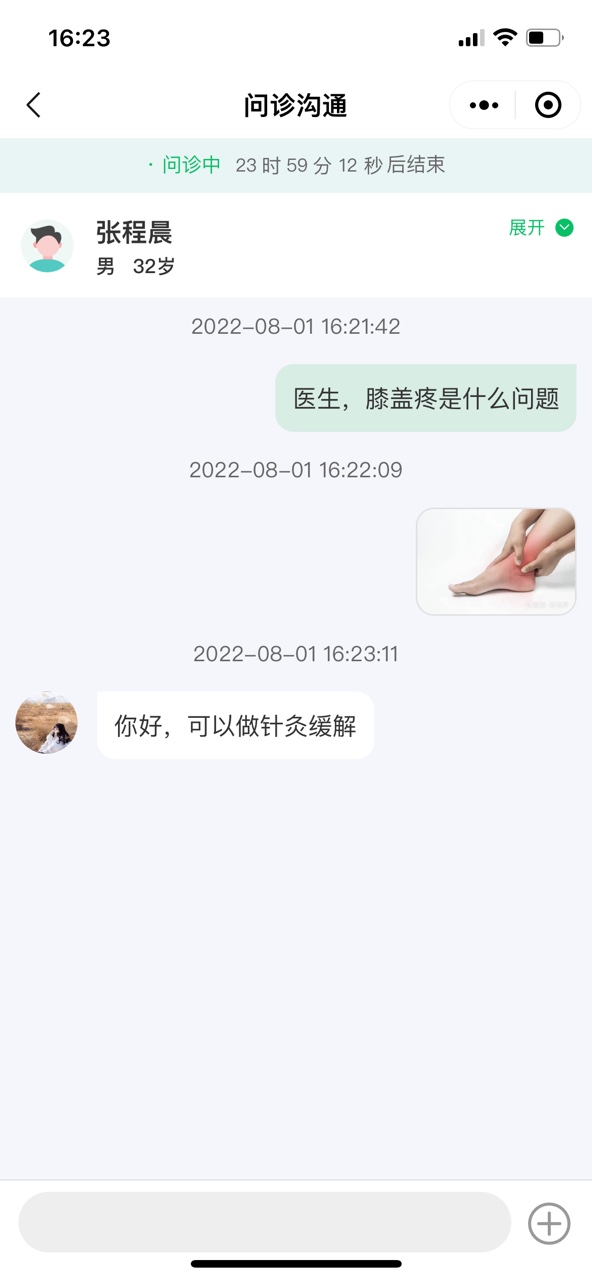 16:23
问诊沟通
· 问诊中 23 时 59 分 12 秒后结束
张程晨
展开
男 32岁
2022-08-01 16:21:42
医生，膝盖疼是什么问题
2022-08-01 16:22:09
2022-08-01 16:23:11
你好，可以做针灸缓解